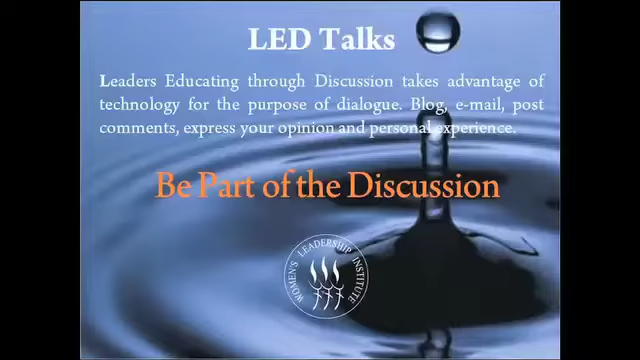 LED Talks
Leaders Educating through Discussion takes advantage of
technology for the purpose of dialogue. Blog, e-mail, post
comments, express your opinion and personal experience.
Be Part of the Discussion
WOMEN'S LEADERSHIP INSTITUTE